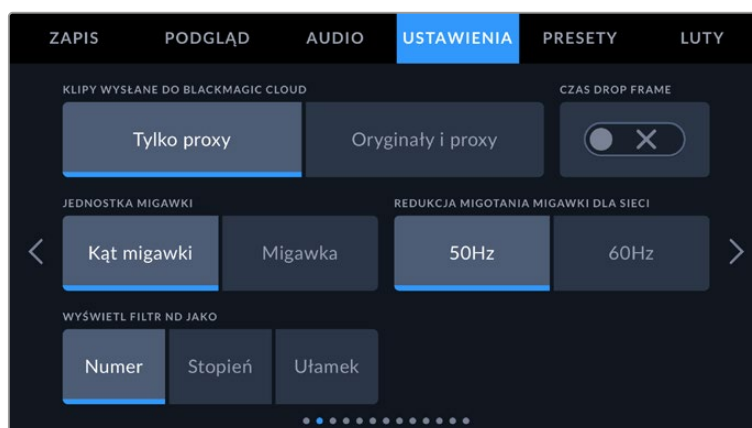 ZAPIS PODGLĄD AUDIO USTAWIENIA PRESETY LUTY
KLIPY WYSŁANE DO BLACKMAGIC CLOUD CZAS DROP FRAME
Tylko proxy Oryginały i proxy
JEDNOSTKA MIGAWKI REDUKCJA MIGOTANIA MIGAWKI DLA SIECI
Kąt migawki Migawka 50Hz 60Hz
WYŚWIETL FILTR ND JAKO
Numer Stopień Ułamek